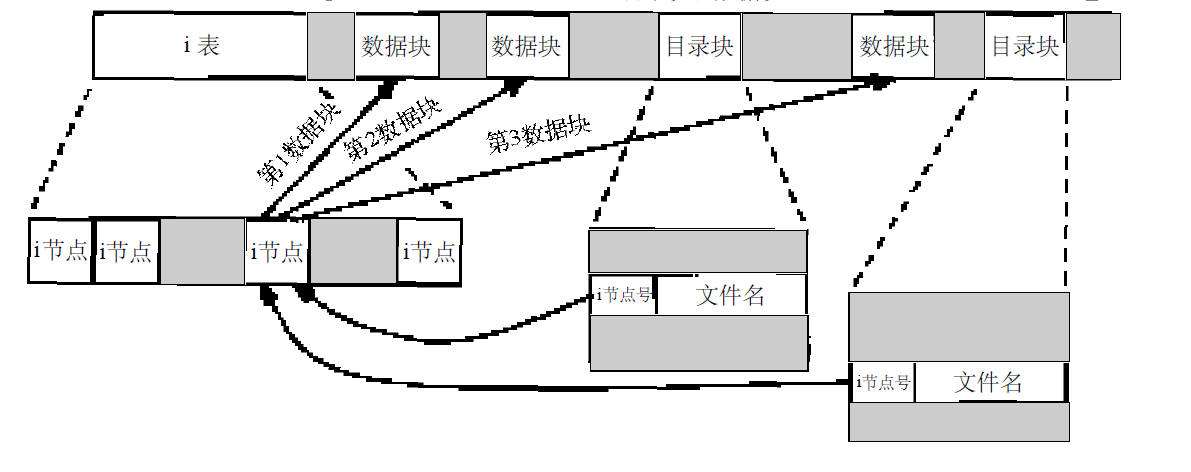 i 表
数据块
数据块
目录块
数据块
目录块
第1数据块
第2数据块
第3数据块
i节点
i节点
i节点
i节点
i节点号
文件名
i节点号
文件名